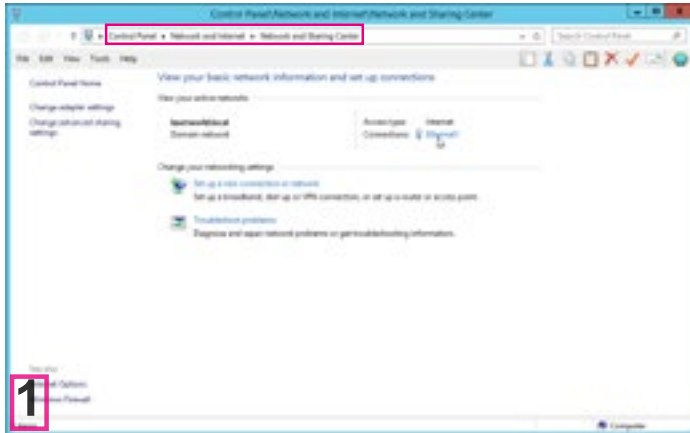 Control Panel\Network and Internet\Network and Sharing Center
Control Panel ▸ Network and Internet ▸ Network and Sharing Center
Search Control Panel
File Edit View Tools Help
Control Panel Home
View your basic network information and set up connections
Change adapter settings
View your active networks
Change advanced sharing
settings
Access type: Internet
Domain network
Connections: Ethernet
Change your networking settings
Set up a new connection or network
Set up a broadband, dial-up or VPN connection, or set up a router or access point.
Troubleshoot problems
Diagnose and repair network problems or get troubleshooting information.
See also
Internet Options
Windows Firewall
1
Computer